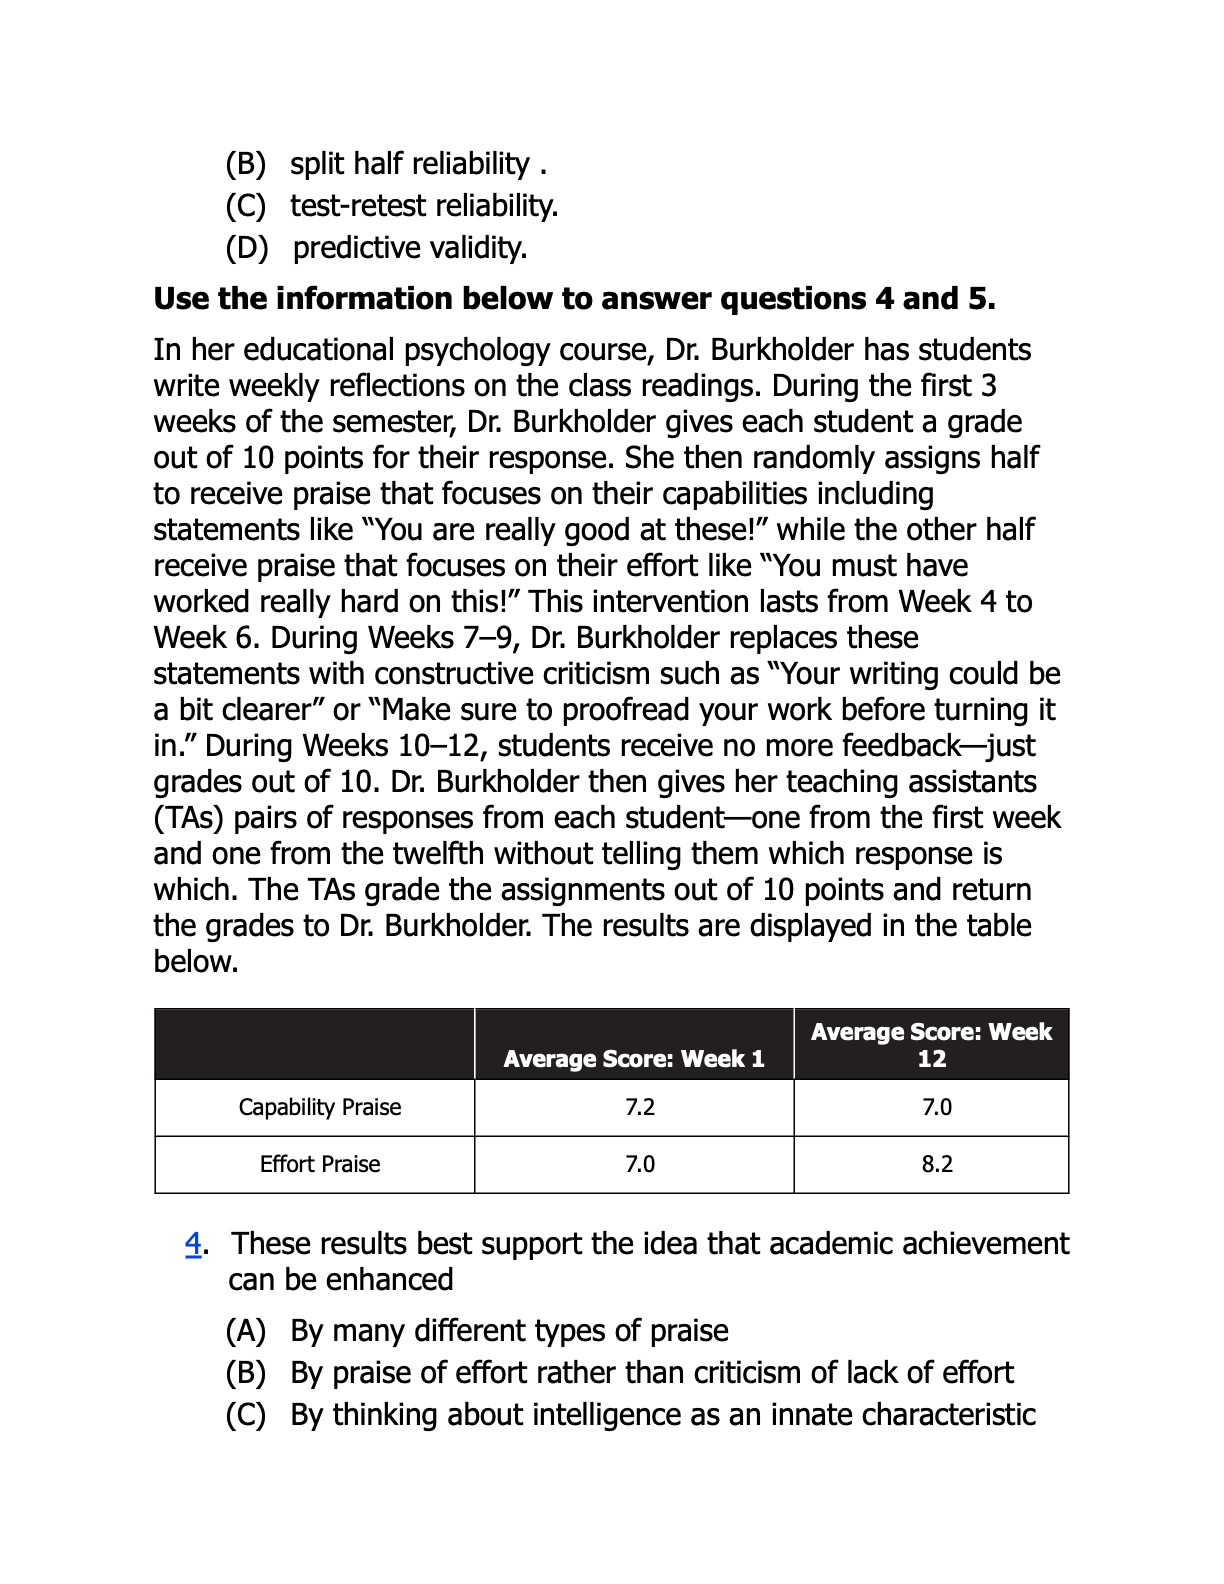 (B) split half reliability .
(C) test-retest reliability.
(D) predictive validity.
Use the information below to answer questions 4 and 5.
In her educational psychology course, Dr. Burkholder has students
write weekly reflections on the class readings. During the first 3
weeks of the semester, Dr. Burkholder gives each student a grade
out of 10 points for their response. She then randomly assigns half
to receive praise that focuses on their capabilities including
statements like “You are really good at these!” while the other half
receive praise that focuses on their effort like “You must have
worked really hard on this!” This intervention lasts from Week 4 to
Week 6. During Weeks 7–9, Dr. Burkholder replaces these
statements with constructive criticism such as “Your writing could be
a bit clearer” or “Make sure to proofread your work before turning it
in.” During Weeks 10–12, students receive no more feedback—just
grades out of 10. Dr. Burkholder then gives her teaching assistants
(TAs) pairs of responses from each student—one from the first week
and one from the twelfth without telling them which response is
which. The TAs grade the assignments out of 10 points and return
the grades to Dr. Burkholder. The results are displayed in the table
below.
Average Score: Week 1
Average Score: Week
12
Capability Praise 7.2 7.0
Effort Praise 7.0 8.2
4. These results best support the idea that academic achievement
can be enhanced
(A) By many different types of praise
(B) By praise of effort rather than criticism of lack of effort
(C) By thinking about intelligence as an innate characteristic